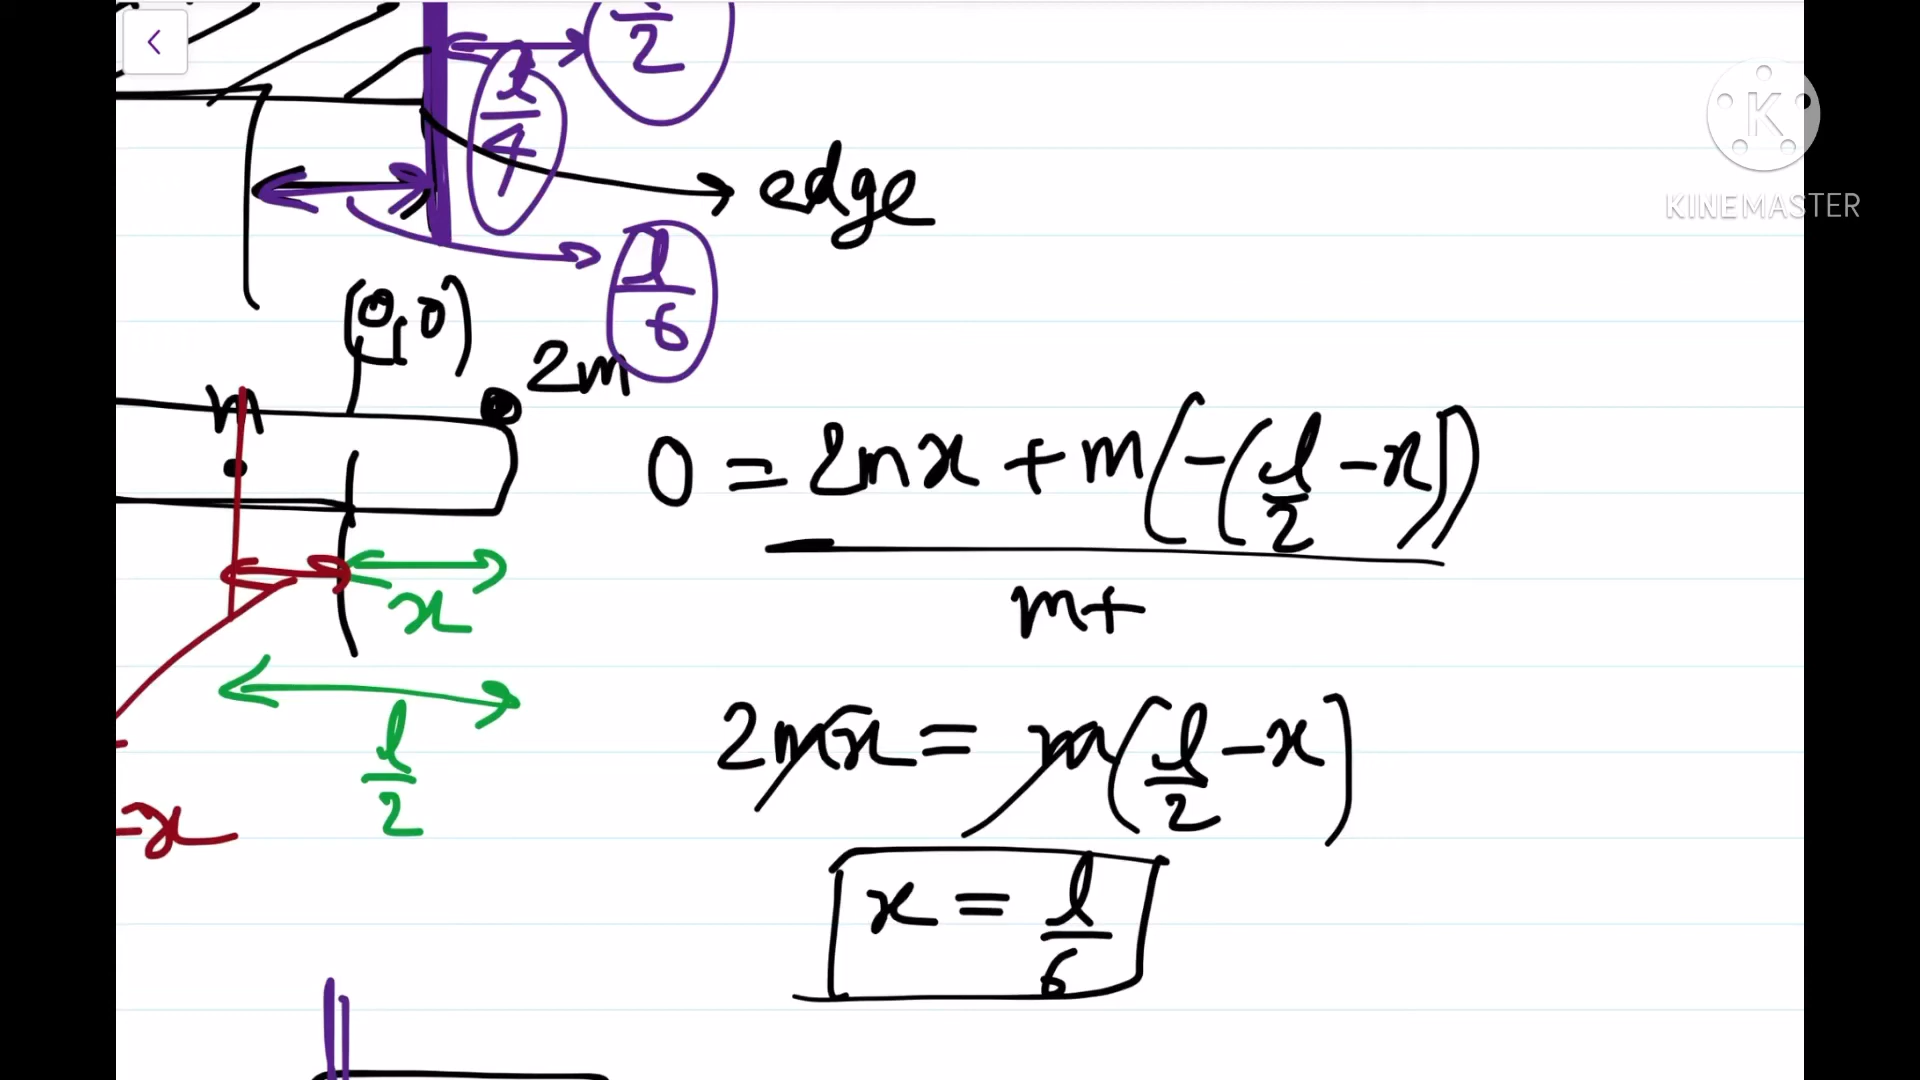 l/2
l/4
K
KINEMASTER
edge
l/6
(0,0)
2m
m
0 = 2mx + m(-(l/2 - x))
m+
x
l/2
2mx = m(l/2 - x)
-x
x = l/6